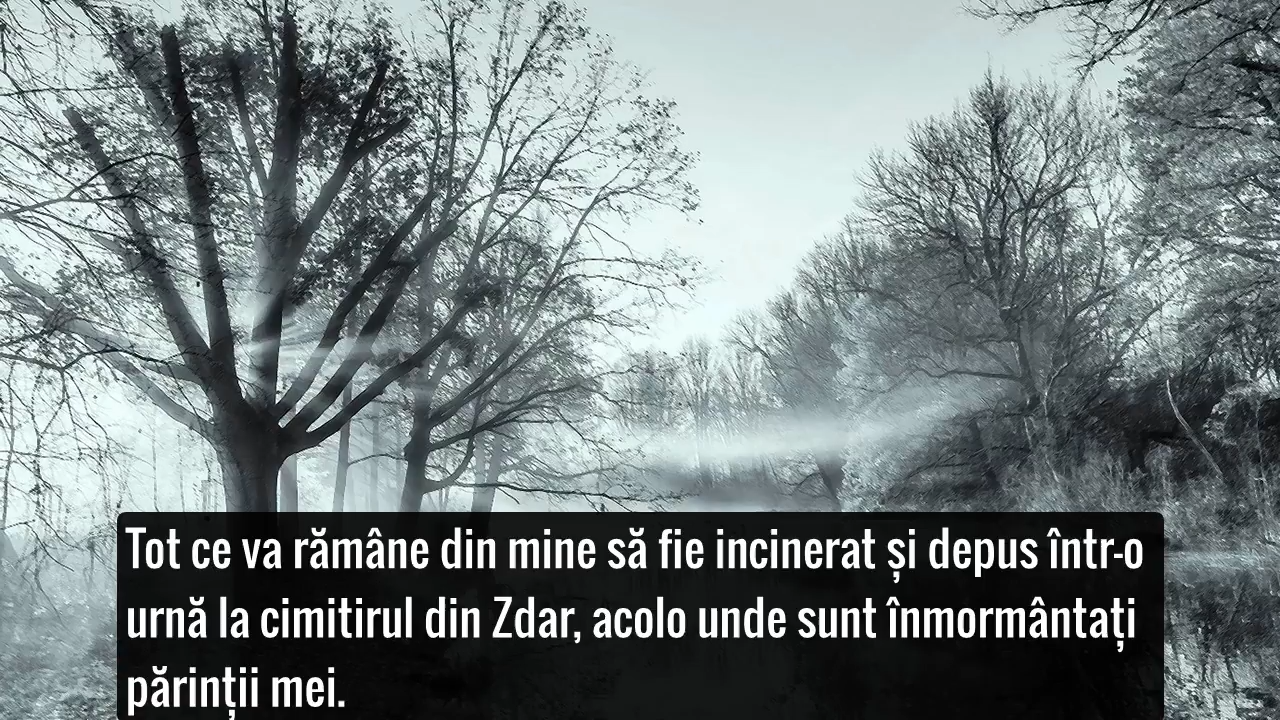 Tot ce va rămâne din mine să fie incinerat și depus într-o
urnă la cimitirul din Zdar, acolo unde sunt înmormântați
părinții mei.